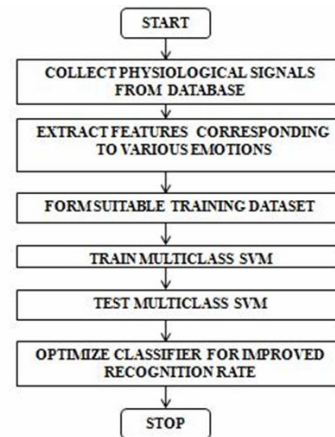 START
COLLECT PHYSIOLOGICAL SIGNALS
FROM DATABASE
EXTRACT FEATURES CORRESPONDING
TO VARIOUS EMOTIONS
FORM SUITABLE TRAINING DATASET
TRAIN MULTICLASS SVM
TEST MULTICLASS SVM
OPTIMIZE CLASSIFIER FOR IMPROVED
RECOGNITION RATE
STOP